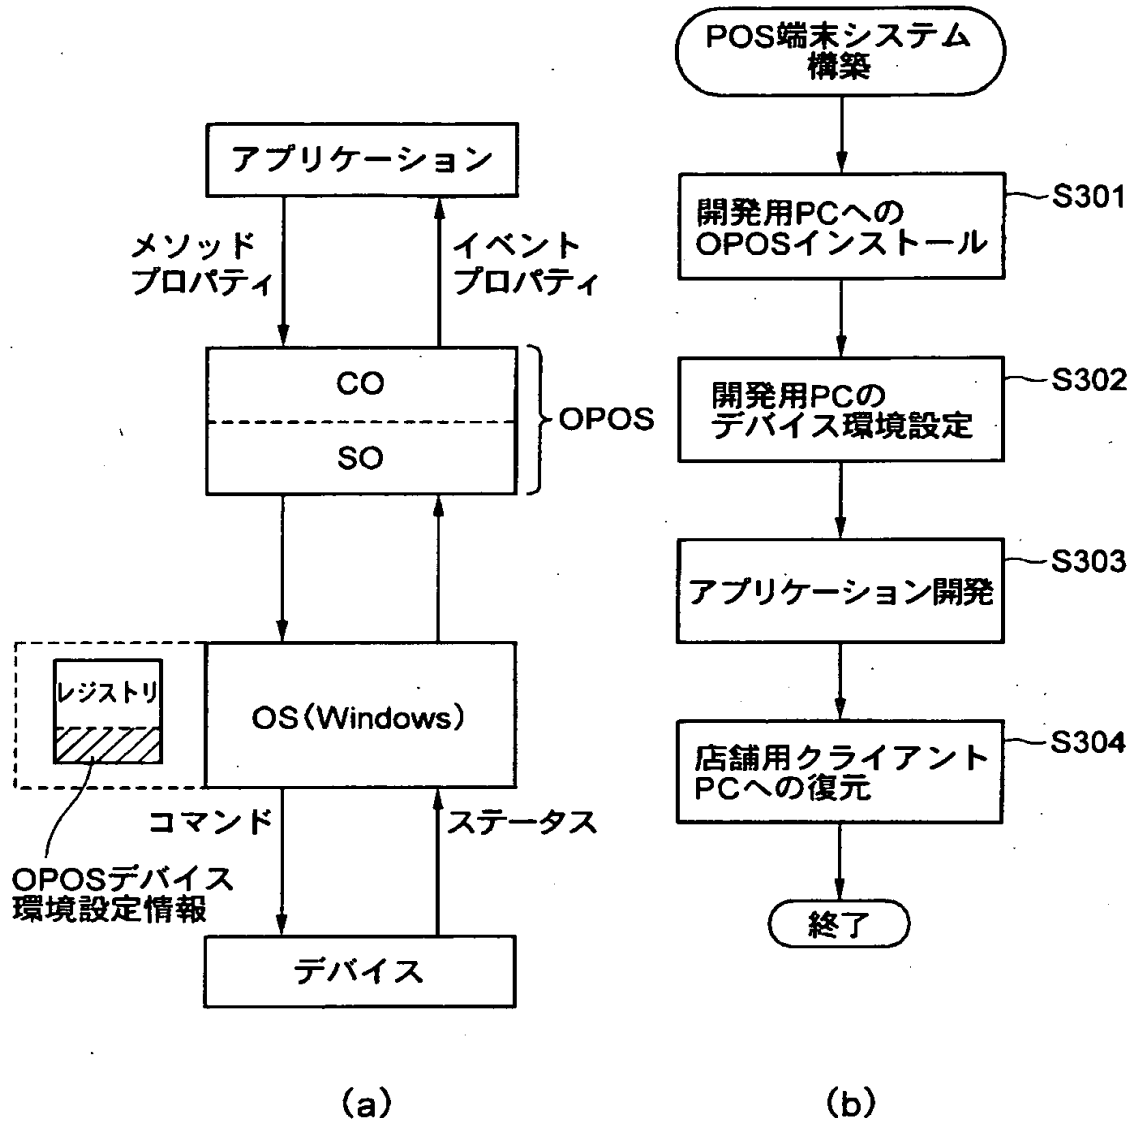 アプリケーション
メソッド
プロパティ
イベント
プロパティ
CO
SO
OPOS
レジストリ
OS(Windows)
コマンド
ステータス
OPOSデバイス
環境設定情報
デバイス
(a)
POS端末システム
構築
開発用PCへの
OPOSインストール
S301
開発用PCの
デバイス環境設定
S302
アプリケーション開発
S303
店舗用クライアント
PCへの復元
S304
終了
(b)